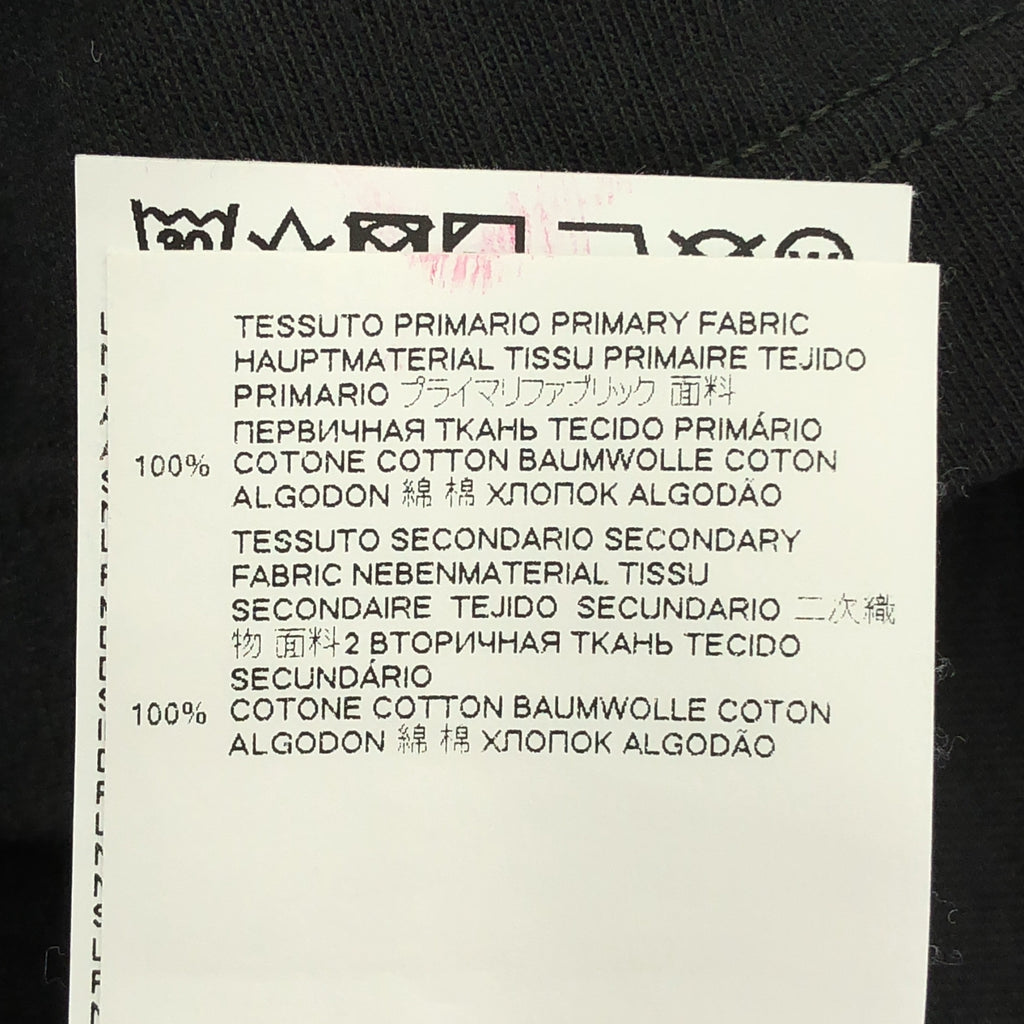 TESSUTO PRIMARIO PRIMARY FABRIC
HAUPTMATERIAL TISSU PRIMAIRE TEJIDO
PRIMARIO プライマリファブリック 面料
ПЕРВИЧНАЯ ТКАНЬ TECIDO PRIMÁRIO
100% COTONE COTTON BAUMWOLLE COTON
ALGODON 綿 棉 ХЛОПОК ALGODÃO
TESSUTO SECONDARIO SECONDARY
FABRIC NEBENMATERIAL TISSU
SECONDAIRE TEJIDO SECUNDARIO 二次織
物 面料2 ВТОРИЧНАЯ ТКАНЬ TECIDO
SECUNDÁRIO
100% COTONE COTTON BAUMWOLLE COTON
ALGODON 綿 棉 ХЛОПОК ALGODÃO